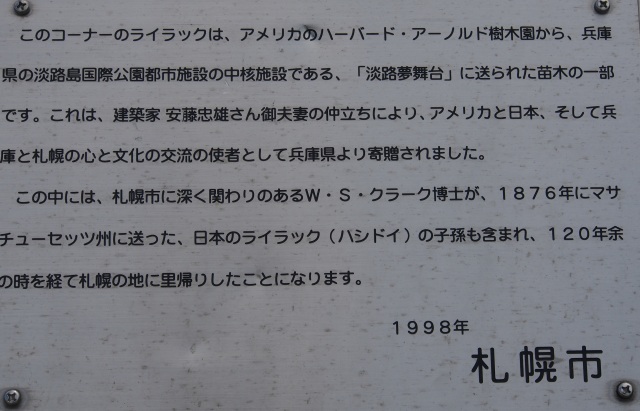 このコーナーのライラックは、アメリカのハーバード・アーノルド樹木園から、兵庫
県の淡路島国際公園都市施設の中核施設である、「淡路夢舞台」に送られた苗木の一部
です。これは、建築家 安藤忠雄さん御夫妻の仲立ちにより、アメリカと日本、そして兵
庫と札幌の心と文化の交流の使者として兵庫県より寄贈されました。
この中には、札幌市に深く関わりのあるW・S・クラーク博士が、1876年にマサ
チューセッツ州に送った、日本のライラック（ハシドイ）の子孫も含まれ、120年余
の時を経て札幌の地に里帰りしたことになります。
1998年
札幌市